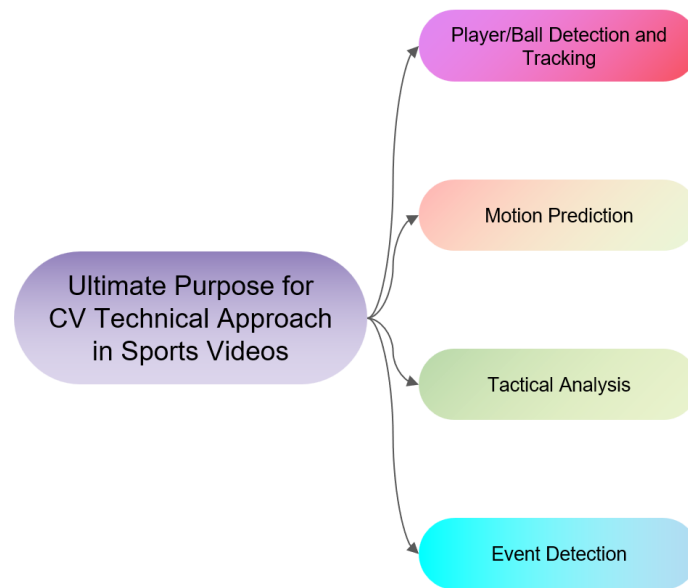 Player/Ball Detection and
Tracking
Motion Prediction
Ultimate Purpose for
CV Technical Approach
in Sports Videos
Tactical Analysis
Event Detection